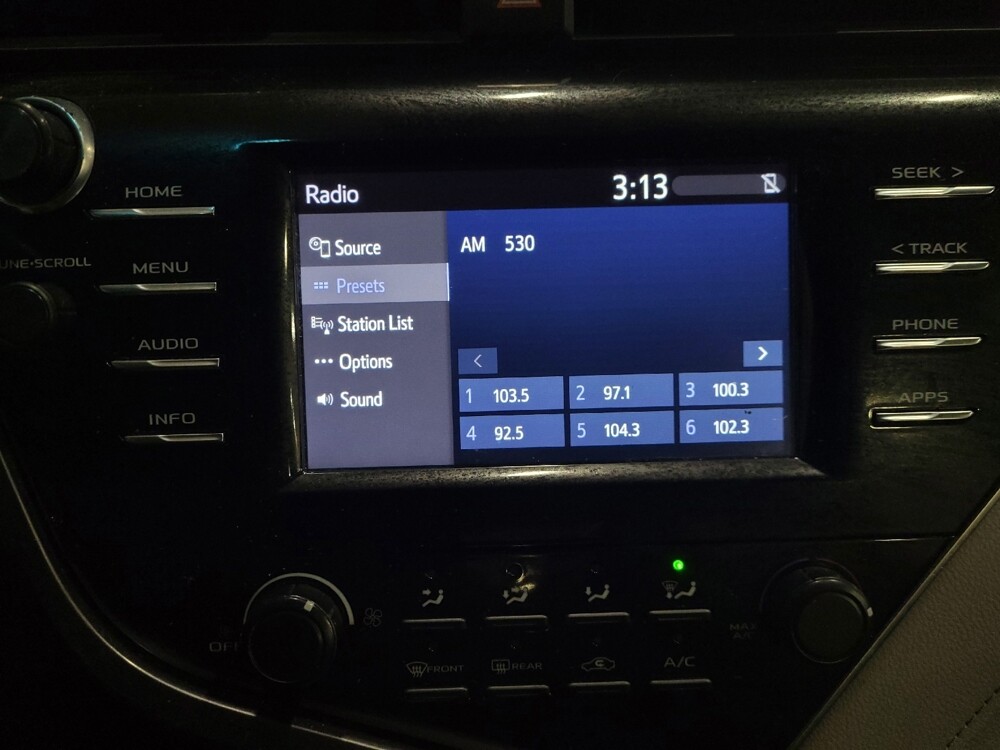 HOME
MENU
AUDIO
INFO
Radio
3:13
Source
Presets
Station List
Options
Sound
AM 530
<
>
1 103.5
2 97.1
3 100.3
4 92.5
5 104.3
6 102.3
SEEK >
< TRACK
PHONE
APPS
FRONT
REAR
A/C